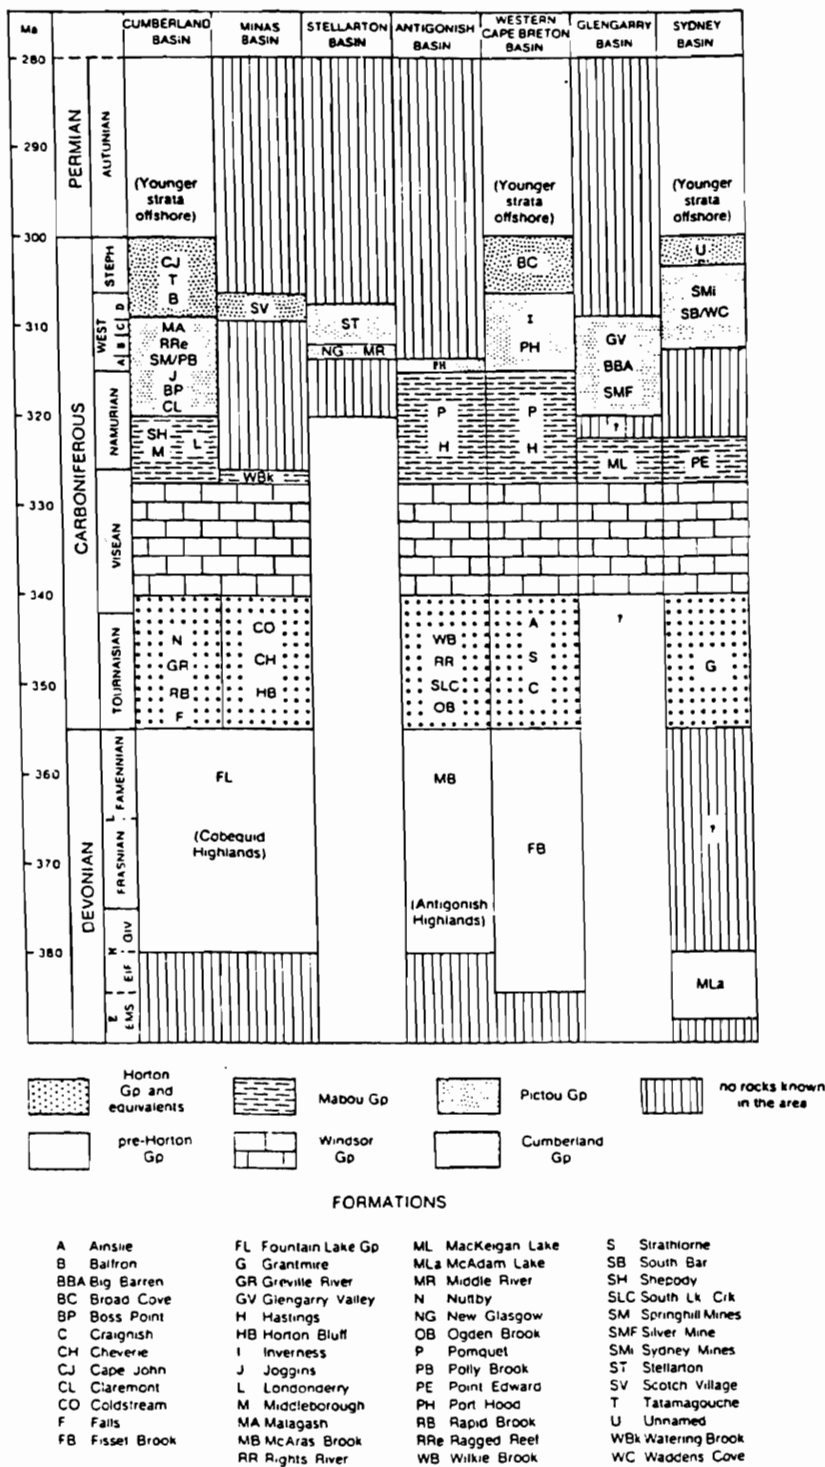 Ma
CUMBERLAND BASIN
MINAS BASIN
STELLARTON BASIN
ANTIGONISH BASIN
WESTERN CAPE BRETON BASIN
GLENGARRY BASIN
SYDNEY BASIN
280
290
300
310
320
330
340
350
360
370
380
PERMIAN
CARBONIFEROUS
DEVONIAN
AUTUNIAN
STEPH
WEST
D
C
B
A
NAMURIAN
VISEAN
TOURNAISIAN
L
FAMENNIAN
FRASNIAN
GIV
EIF
E
EMS
(Younger strata offshore)
(Younger strata offshore)
(Younger strata offshore)
CJ
T
B
MA
RRe
SM/PB
J
BP
CL
SH
M
L
N
GR
RB
F
SV
WBk
CO
CH
HB
FL
(Cobequid Highlands)
ST
NG MR
PH
P
H
WB
RR
SLC
OB
MB
(Antigonish Highlands)
BC
I
PH
P
H
A
S
C
FB
GV
BBA
SMF
?
ML
?
U
SMi
SB/WC
PE
G
?
MLa
Horton Gp and equivalents
Mabou Gp
Pictou Gp
no rocks known in the area
pre-Horton Gp
Windsor Gp
Cumberland Gp
FORMATIONS
A Ainslie
B Balfron
BBA Big Barren
BC Broad Cove
BP Boss Point
C Craignish
CH Cheverie
CJ Cape John
CL Claremont
CO Coldstream
F Falls
FB Fisset Brook
FL Fountain Lake Gp
G Grantmire
GR Greville River
GV Glengarry Valley
H Hastings
HB Horton Bluff
I Inverness
J Joggins
L Londonderry
M Middleborough
MA Malagash
MB McAras Brook
RR Rights River
ML MacKeigan Lake
MLa McAdam Lake
MR Middle River
N Nuttby
NG New Glasgow
OB Ogden Brook
P Pomquet
PB Polly Brook
PE Point Edward
PH Port Hood
RB Rapid Brook
RRe Ragged Reef
WB Wilkie Brook
S Strathlorne
SB South Bar
SH Shepody
SLC South Lk Crk
SM Springhill Mines
SMF Silver Mine
SMi Sydney Mines
ST Stellarton
SV Scotch Village
T Tatamagouche
U Unnamed
WBk Watering Brook
WC Waddens Cove